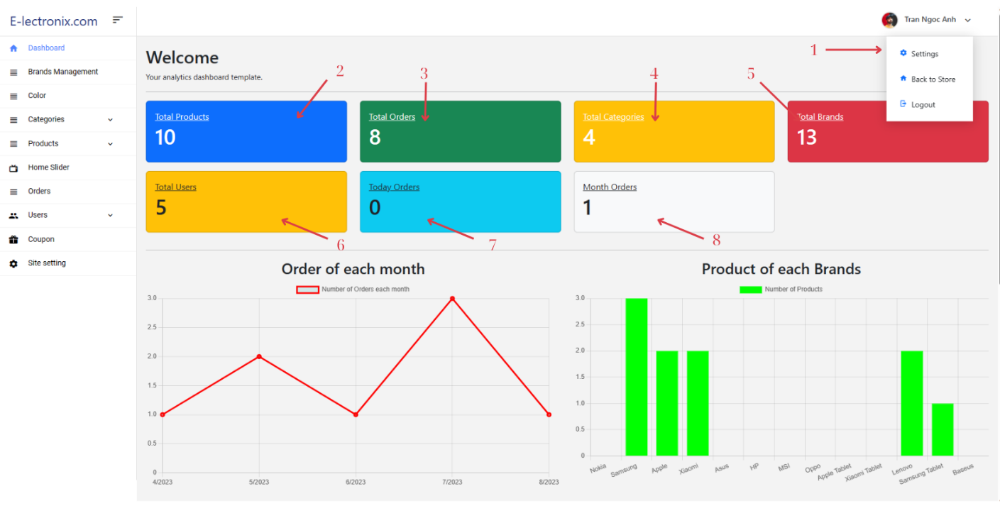 E-lectronix.com
Tran Ngoc Anh
Dashboard
Brands Management
Color
Categories
Products
Home Slider
Orders
Users
Coupon
Site setting
1
Settings
Back to Store
Logout
Welcome
Your analytics dashboard template.
2
3
4
5
Total Products
10
Total Orders
8
Total Categories
4
Total Brands
13
Total Users
5
Today Orders
0
Month Orders
1
6
7
8
Order of each month
Number of Orders each month
3.0
2.5
2.0
1.5
1.0
0.5
0
4/2023 5/2023 6/2023 7/2023 8/2023
Product of each Brands
Number of Products
3.0
2.5
2.0
1.5
1.0
0.5
0
Nokia Samsung Apple Xiaomi Asus HP MSI Oppo Apple Tablet Xiaomi Tablet Lenovo Samsung Tablet Baseus